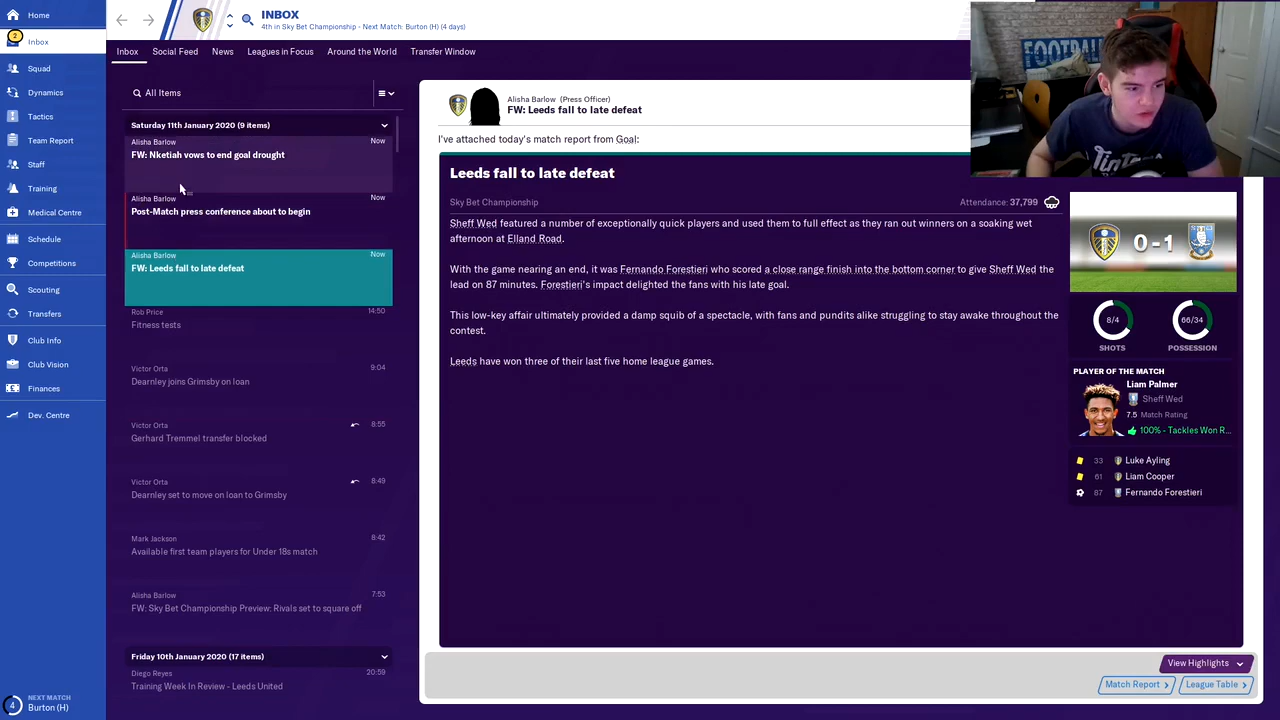 Home
2
Inbox
Squad
Dynamics
Tactics
Team Report
Staff
Training
Medical Centre
Schedule
Competitions
Scouting
Transfers
Club Info
Club Vision
Finances
Dev. Centre
4
NEXT MATCH
Burton (H)
INBOX
4th in Sky Bet Championship - Next Match: Burton (H) (4 days)
Inbox Social Feed News Leagues in Focus Around the World Transfer Window
All Items
Saturday 11th January 2020 (9 items)
Alisha Barlow Now
FW: Nketiah vows to end goal drought
Alisha Barlow Now
Post-Match press conference about to begin
Alisha Barlow Now
FW: Leeds fall to late defeat
Rob Price 14:50
Fitness tests
Victor Orta 9:04
Dearnley joins Grimsby on loan
Victor Orta 8:55
Gerhard Tremmel transfer blocked
Victor Orta 8:49
Dearnley set to move on loan to Grimsby
Mark Jackson 8:42
Available first team players for Under 18s match
Alisha Barlow 7:53
FW: Sky Bet Championship Preview: Rivals set to square off
Friday 10th January 2020 (17 items)
Diego Reyes 20:59
Training Week In Review - Leeds United
Alisha Barlow (Press Officer)
FW: Leeds fall to late defeat
I've attached today's match report from Goal:
Leeds fall to late defeat
Sky Bet Championship Attendance: 37,799
Sheff Wed featured a number of exceptionally quick players and used them to full effect as they ran out winners on a soaking wet
afternoon at Elland Road.
With the game nearing an end, it was Fernando Forestieri who scored a close range finish into the bottom corner to give Sheff Wed the
lead on 87 minutes. Forestieri's impact delighted the fans with his late goal.
This low-key affair ultimately provided a damp squib of a spectacle, with fans and pundits alike struggling to stay awake throughout the
contest.
Leeds have won three of their last five home league games.
0 - 1
8/4 66/34
SHOTS POSSESSION
PLAYER OF THE MATCH
Liam Palmer
Sheff Wed
7.5 Match Rating
100% - Tackles Won R...
33 Luke Ayling
61 Liam Cooper
87 Fernando Forestieri
View Highlights
Match Report League Table
FOOTBALL